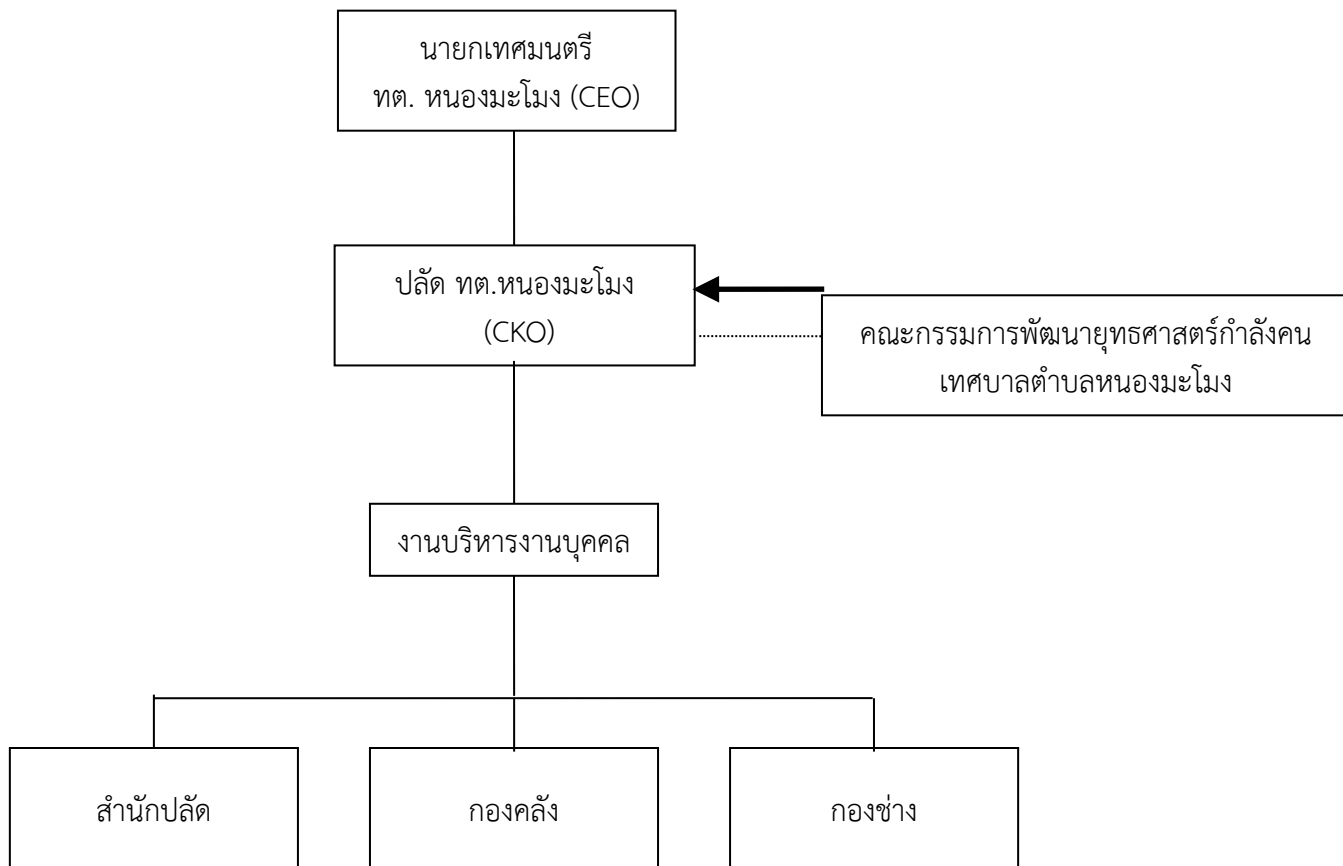 นายกเทศมนตรี
ทต. หนองมะโมง (CEO)
ปลัด ทต.หนองมะโมง
(CKO)
คณะกรรมการพัฒนายุทธศาสตร์กำลังคน
เทศบาลตำบลหนองมะโมง
งานบริหารงานบุคคล
สำนักปลัด
กองคลัง
กองช่าง